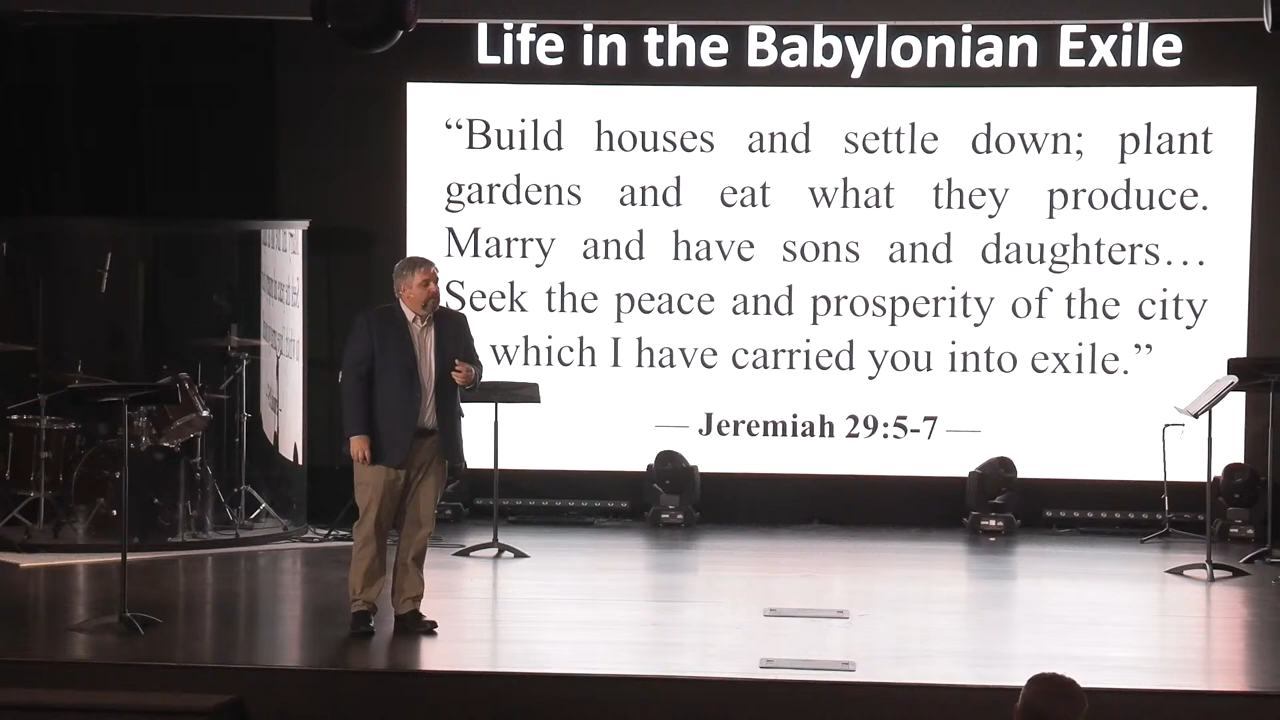 Life in the Babylonian Exile
“Build houses and settle down; plant
gardens and eat what they produce.
Marry and have sons and daughters…
Seek the peace and prosperity of the city
which I have carried you into exile.”
— Jeremiah 29:5-7 —